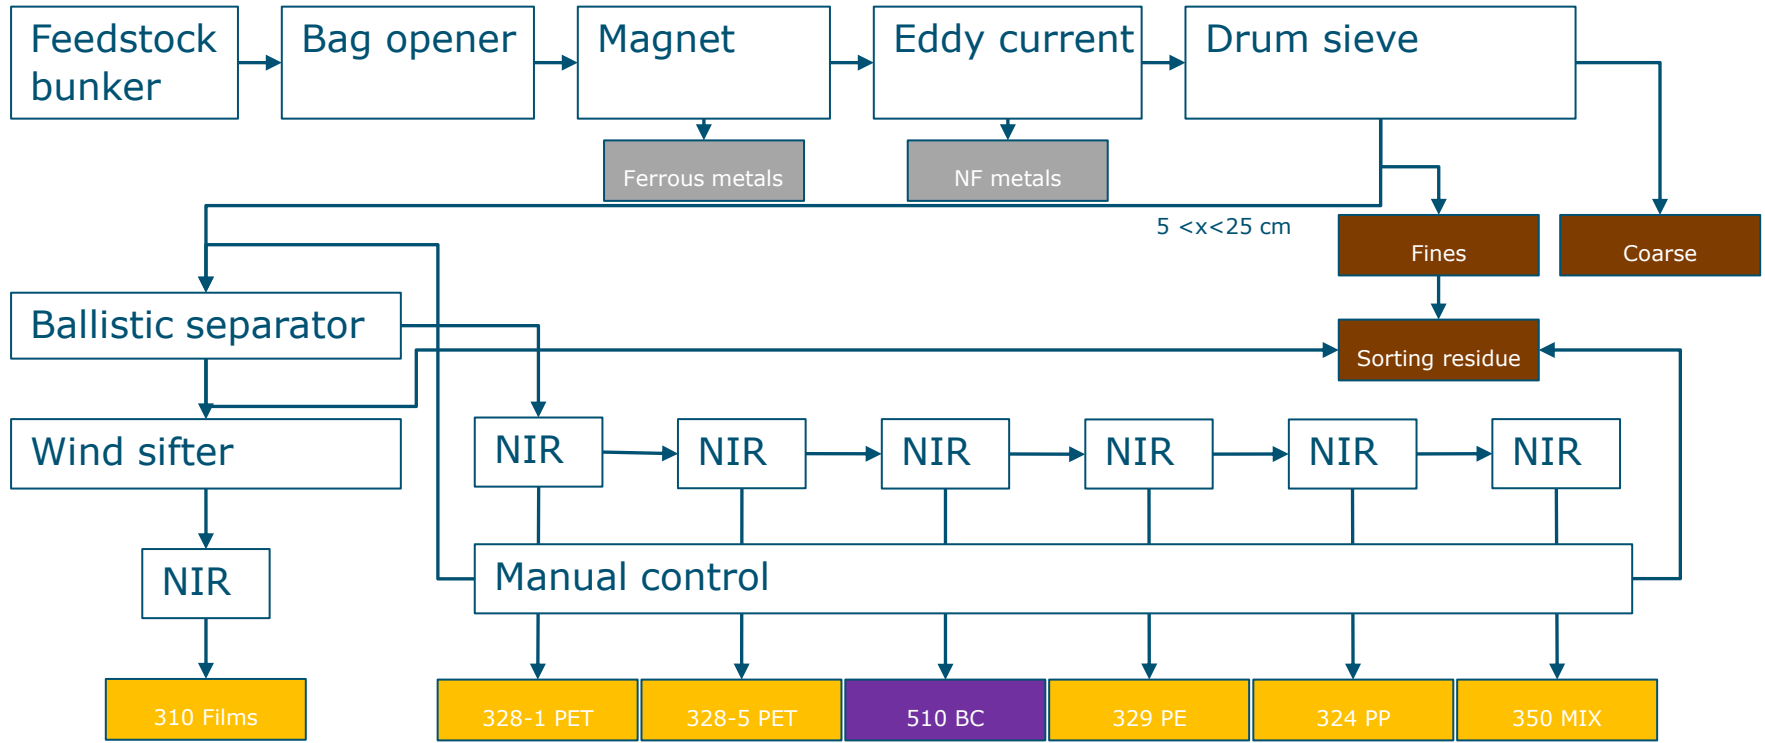 Feedstock
bunker
Bag opener
Magnet
Eddy current
Drum sieve
Ferrous metals
NF metals
5 <x<25 cm
Fines
Coarse
Ballistic separator
Sorting residue
Wind sifter
NIR
NIR
NIR
NIR
NIR
NIR
NIR
Manual control
310 Films
328-1 PET
328-5 PET
510 BC
329 PE
324 PP
350 MIX